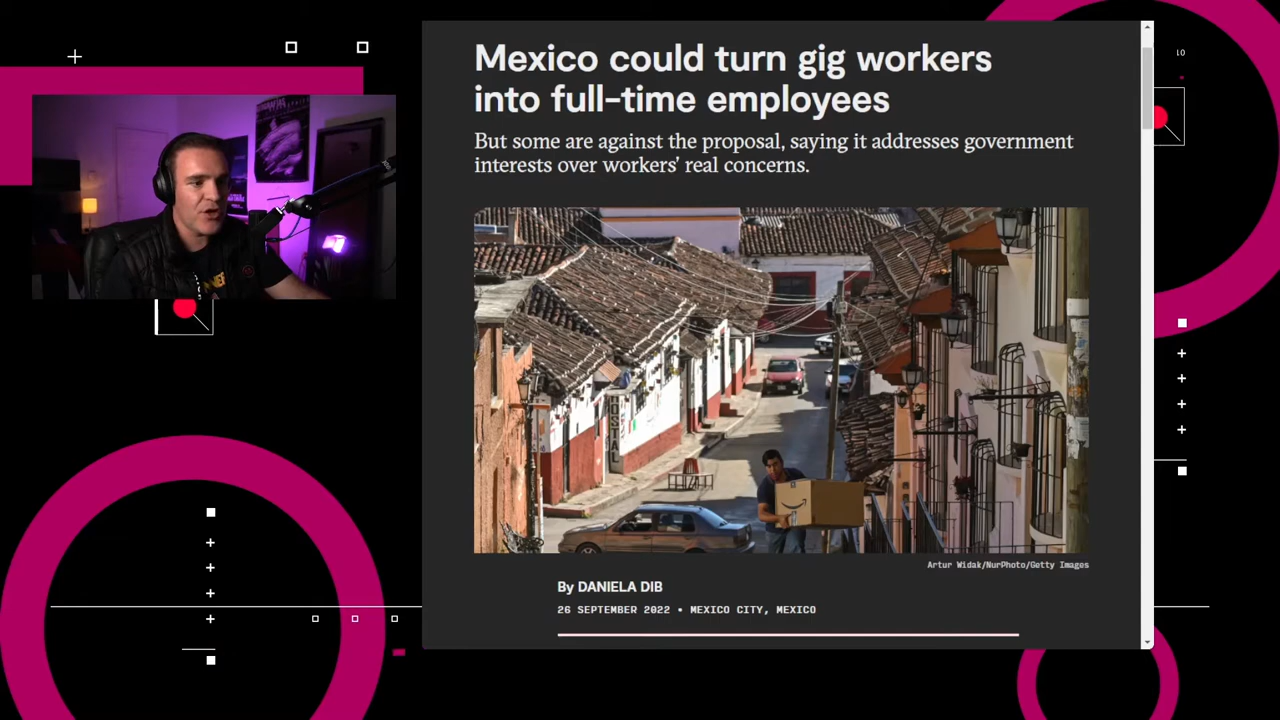 Mexico could turn gig workers
into full-time employees
But some are against the proposal, saying it addresses government
interests over workers' real concerns.
Artur Widak/NurPhoto/Getty Images
By DANIELA DIB
26 SEPTEMBER 2022 • MEXICO CITY, MEXICO